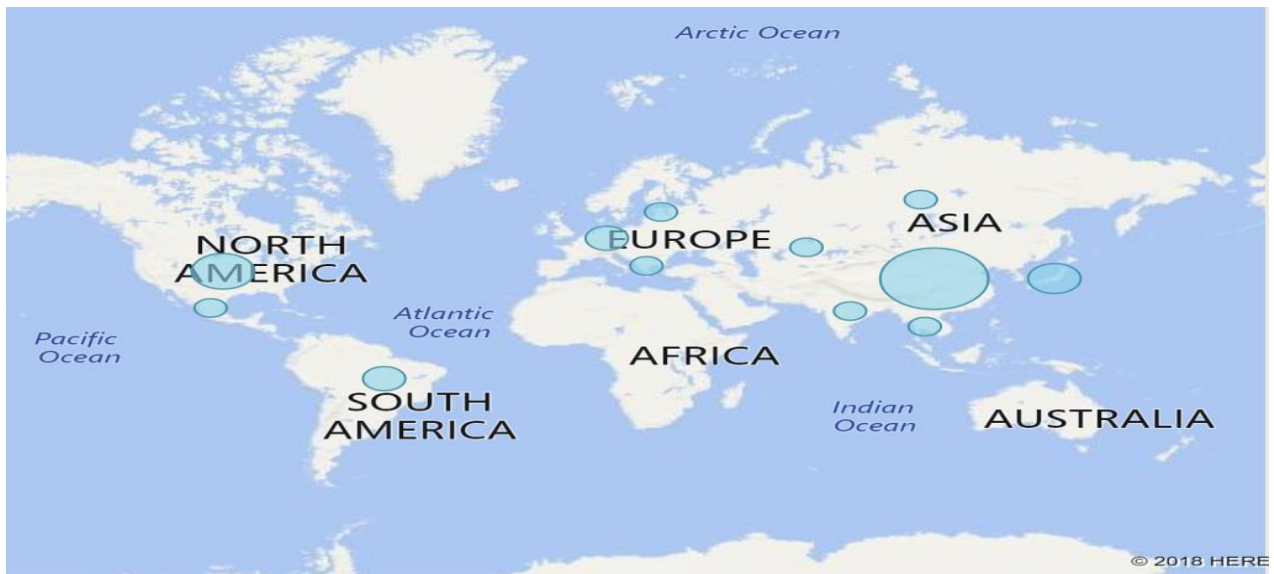 Arctic Ocean
ASIA
NORTH
AMERICA
EUROPE
Atlantic
Ocean
Pacific
Ocean
AFRICA
SOUTH
AMERICA
Indian
Ocean
AUSTRALIA
© 2018 HERE